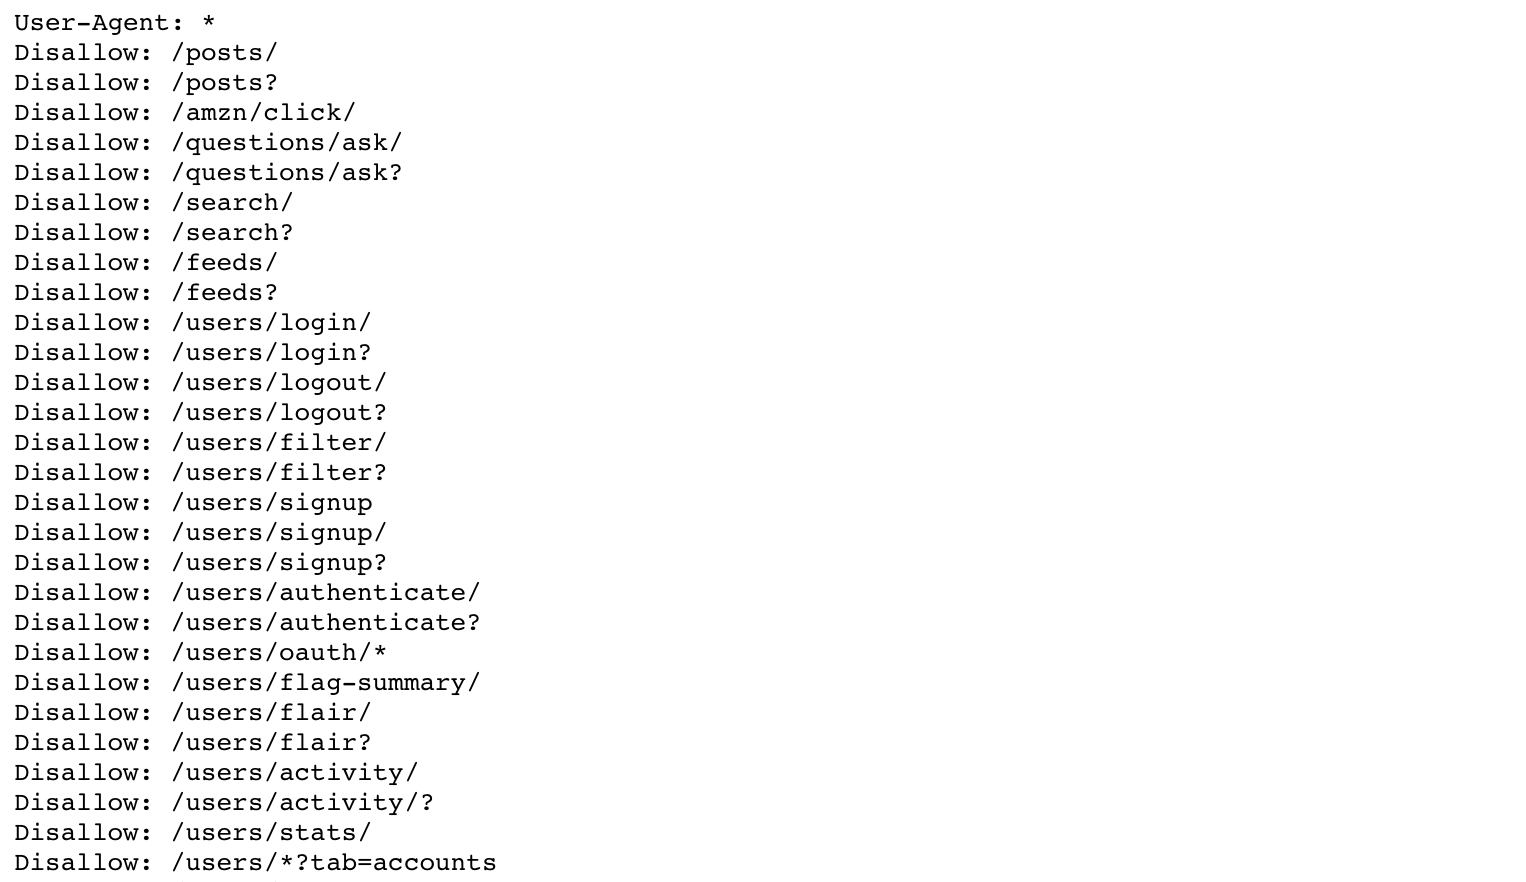 User-Agent: *
Disallow: /posts/
Disallow: /posts?
Disallow: /amzn/click/
Disallow: /questions/ask/
Disallow: /questions/ask?
Disallow: /search/
Disallow: /search?
Disallow: /feeds/
Disallow: /feeds?
Disallow: /users/login/
Disallow: /users/login?
Disallow: /users/logout/
Disallow: /users/logout?
Disallow: /users/filter/
Disallow: /users/filter?
Disallow: /users/signup
Disallow: /users/signup/
Disallow: /users/signup?
Disallow: /users/authenticate/
Disallow: /users/authenticate?
Disallow: /users/oauth/*
Disallow: /users/flag-summary/
Disallow: /users/flair/
Disallow: /users/flair?
Disallow: /users/activity/
Disallow: /users/activity/?
Disallow: /users/stats/
Disallow: /users/*?tab=accounts